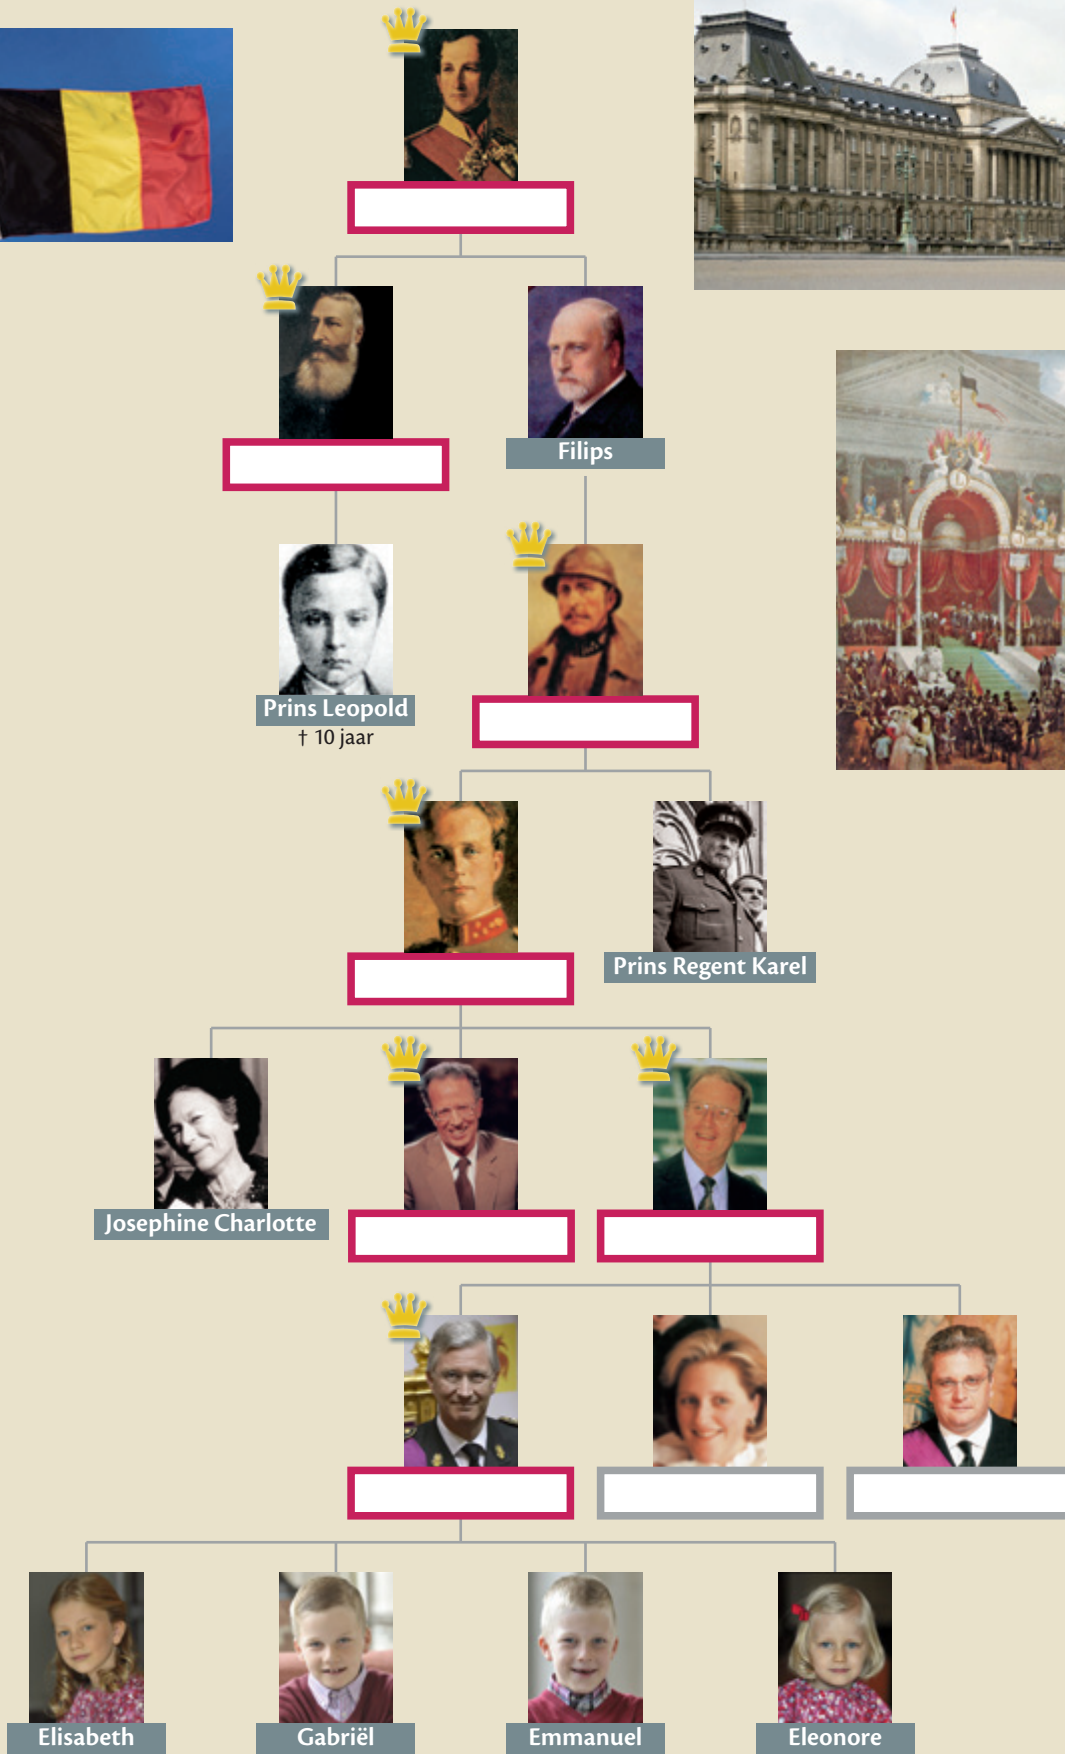 Filips
Prins Leopold
† 10 jaar
Prins Regent Karel
Josephine Charlotte
Elisabeth
Gabriël
Emmanuel
Eleonore